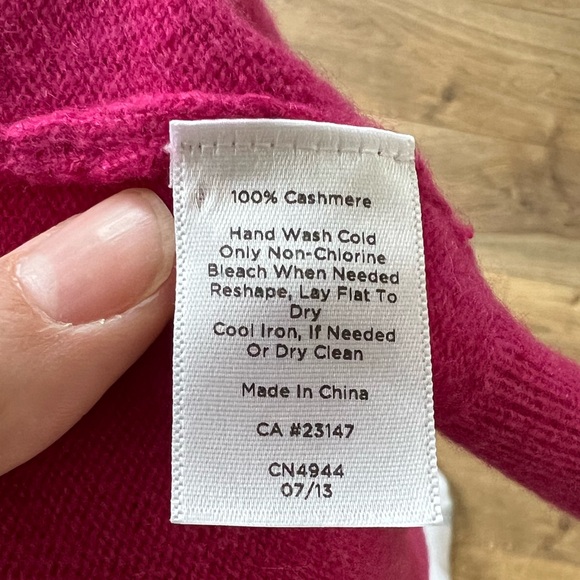 100% Cashmere
Hand Wash Cold
Only Non-Chlorine
Bleach When Needed
Reshape, Lay Flat To
Dry
Cool Iron, If Needed
Or Dry Clean
Made In China
CA #23147
CN4944
07/13